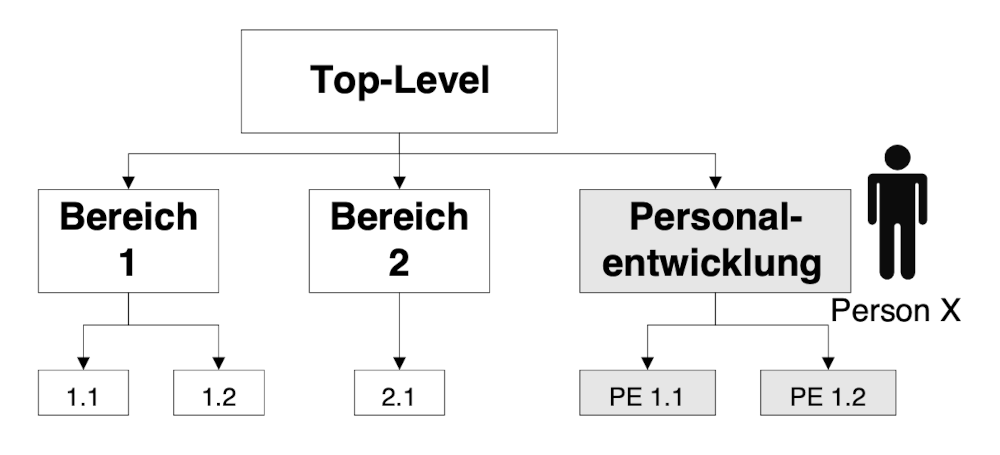 Top-Level
Bereich
1
Bereich
2
Personal-
entwicklung
Person X
1.1
1.2
2.1
PE 1.1
PE 1.2